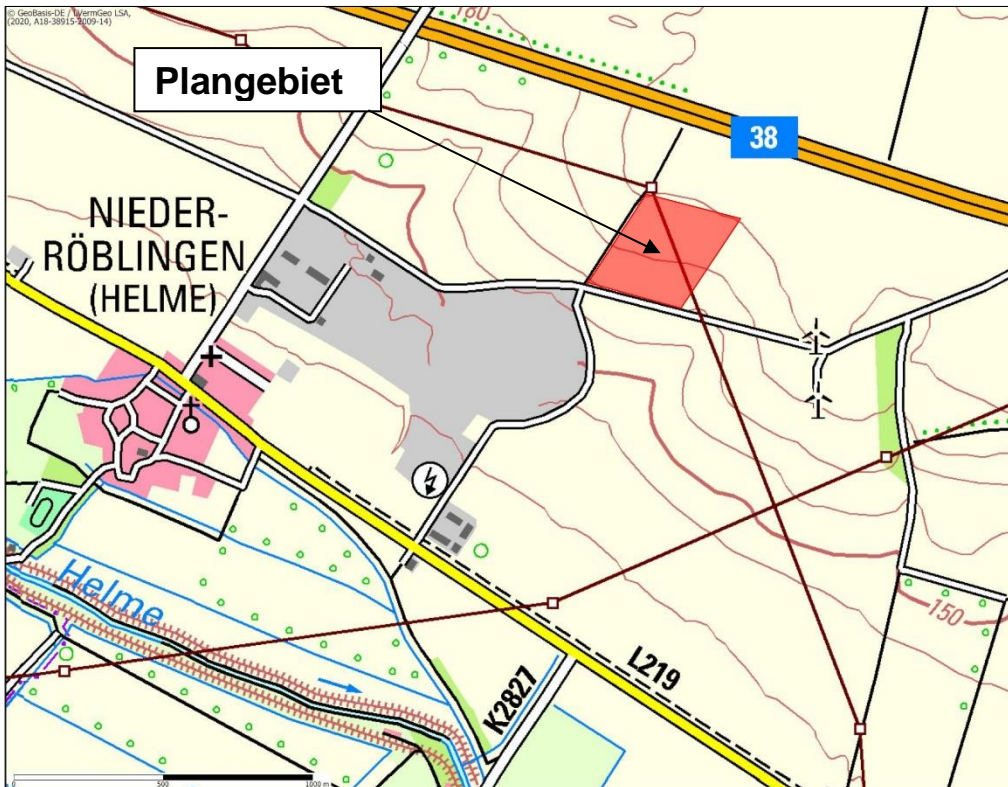 © GeoBasis-DE / LVermGeo LSA,
(2020, A18-38915-2009-14)
180
Plangebiet
38
NIEDER-
RÖBLINGEN
(HELME)
Helme
150
L219
K2827
0 500 1000 m